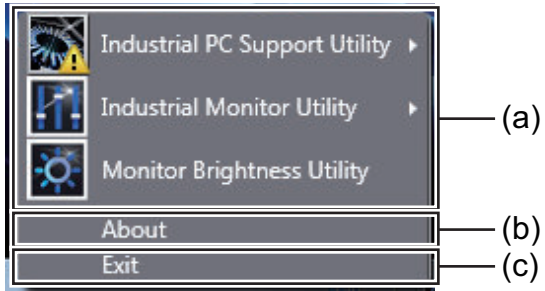 Industrial PC Support Utility
Industrial Monitor Utility
(a)
Monitor Brightness Utility
About
(b)
Exit
(c)